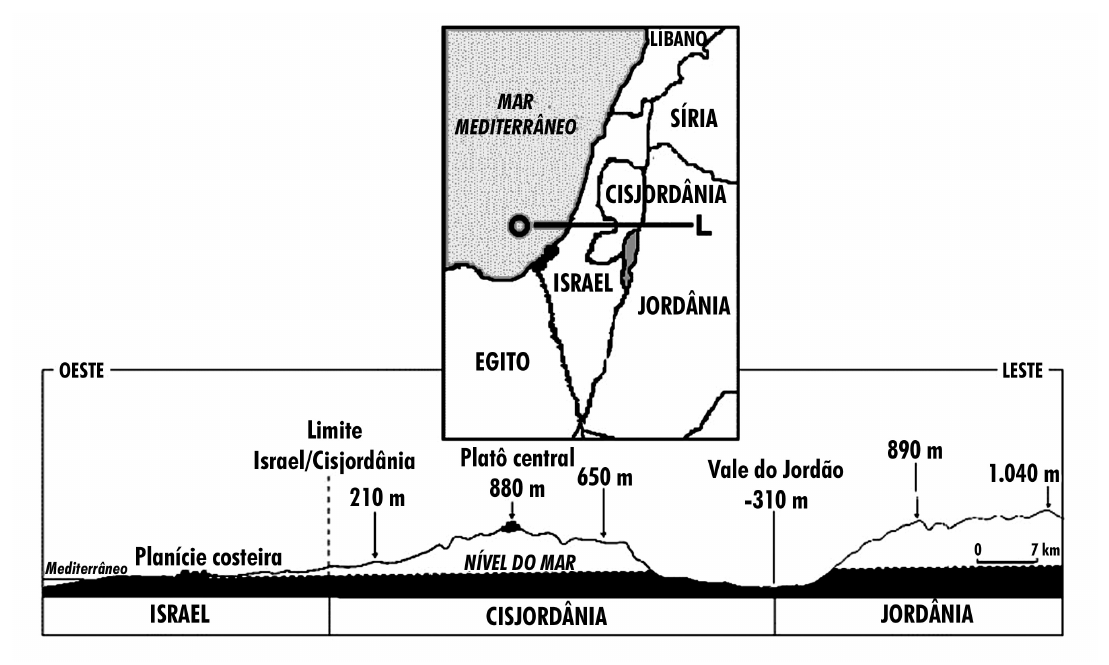 LIBANO
MAR
MEDITERRÂNEO
SÍRIA
CISJORDÂNIA
L
ISRAEL
JORDÂNIA
EGITO
OESTE
LESTE
Limite
Israel/Cisjordânia
210 m
Platô central
880 m
650 m
Vale do Jordão
-310 m
890 m
1.040 m
Mediterrâneo
Planície costeira
NÍVEL DO MAR
0 7 km
ISRAEL
CISJORDÂNIA
JORDÂNIA